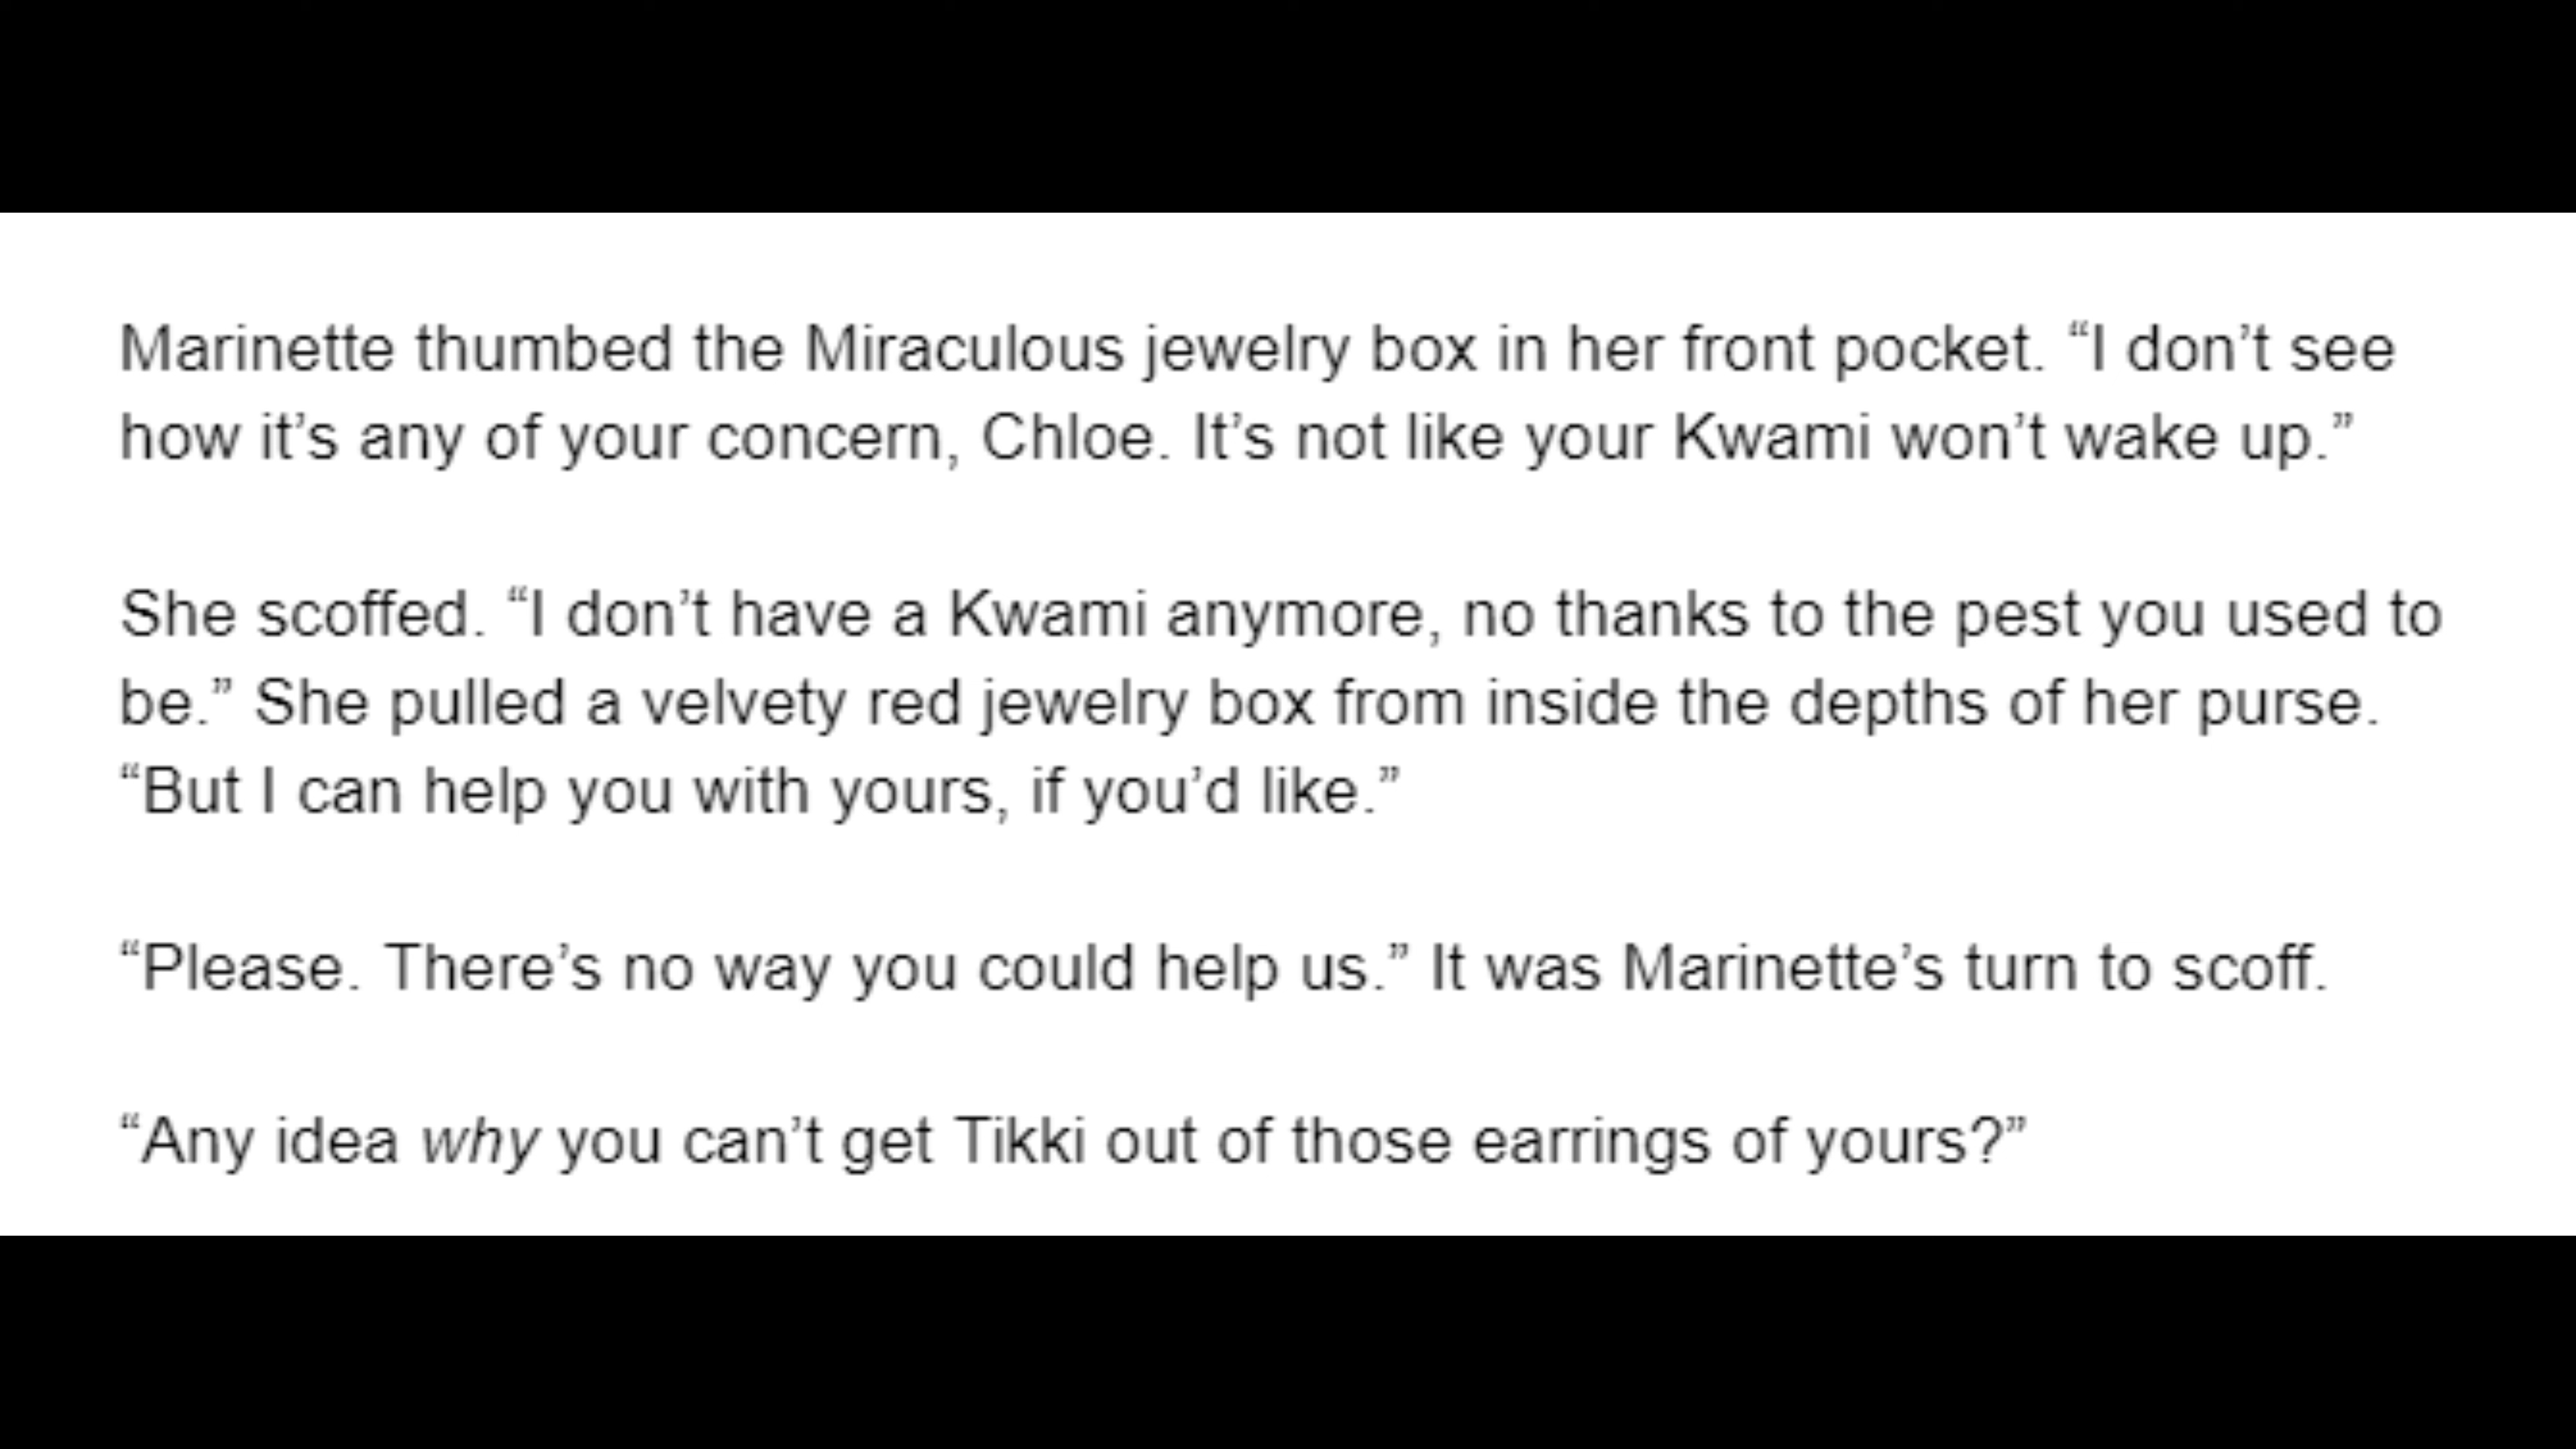 Marinette thumbed the Miraculous jewelry box in her front pocket. “I don’t see
how it’s any of your concern, Chloe. It’s not like your Kwami won’t wake up.”
She scoffed. “I don’t have a Kwami anymore, no thanks to the pest you used to
be.” She pulled a velvety red jewelry box from inside the depths of her purse.
“But I can help you with yours, if you’d like.”
“Please. There’s no way you could help us.” It was Marinette’s turn to scoff.
“Any idea why you can’t get Tikki out of those earrings of yours?”